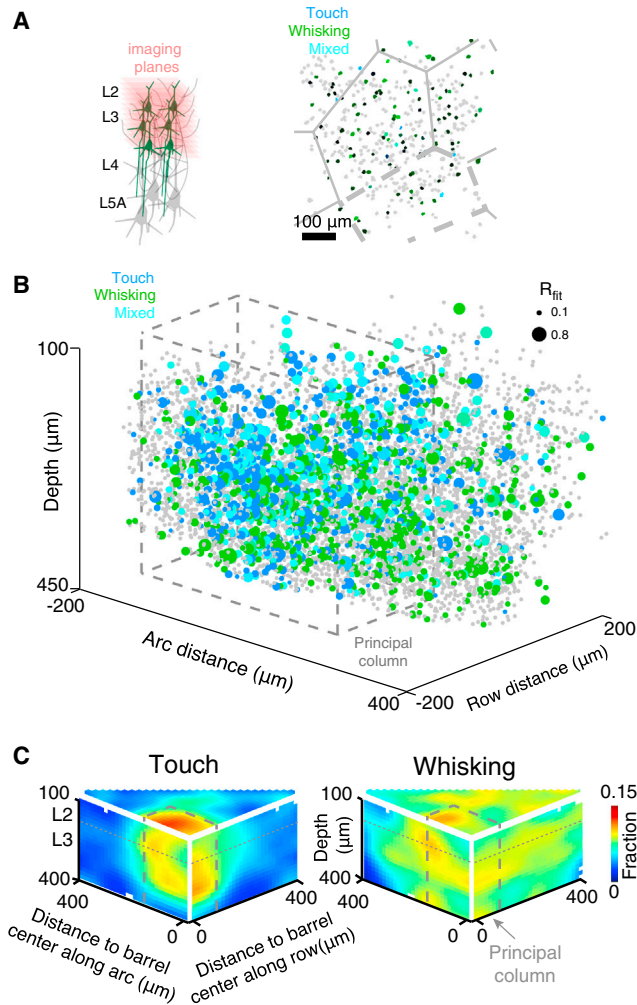 A
imaging
planes
L2
L3
L4
L5A
Touch
Whisking
Mixed
100 µm
B
Touch
Whisking
Mixed
Rfit
0.1
0.8
100
Depth (µm)
450
-200
Arc distance (µm)
400
-200
Row distance (µm)
200
Principal
column
C
Touch
100
L2
L3
400
400
400
Distance to barrel
center along arc (µm)
0
0
Distance to barrel
center along row(µm)
Whisking
100
Depth
(µm)
400
400
400
0
0
Principal
column
0.15
Fraction
0